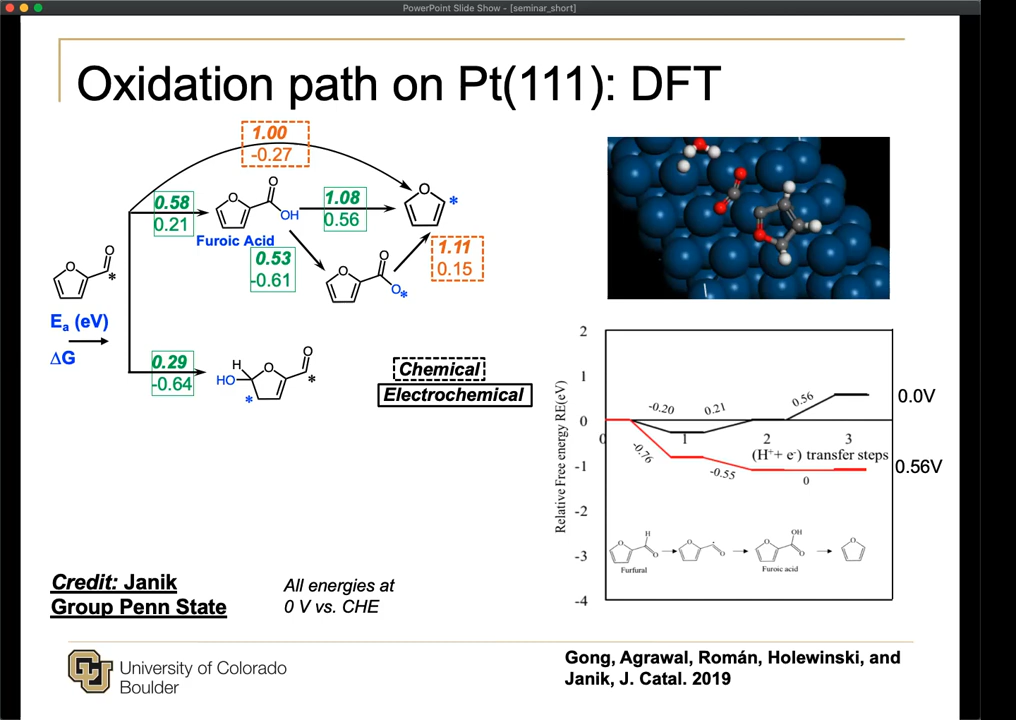 PowerPoint Slide Show - [seminar_short]
Oxidation path on Pt(111): DFT
1.00
-0.27
0.58
0.21
O
O
OH
Furoic Acid
1.08
0.56
O
*
0.53
-0.61
O
O
O*
1.11
0.15
O
O
*
Ea (eV)
ΔG
0.29
-0.64
H
HO
O
O
*
*
Chemical
Electrochemical
Relative Free energy RE(eV)
2
1
0
-1
-2
-3
-4
0
1
2
3
-0.20
0.21
0.56
(H⁺+ e⁻) transfer steps
-0.76
-0.55
0
0.0V
0.56V
O
H
O
Furfural
O
O
O
OH
O
Furoic acid
O
Credit: Janik
Group Penn State
All energies at
0 V vs. CHE
CU
University of Colorado
Boulder
Gong, Agrawal, Román, Holewinski, and
Janik, J. Catal. 2019